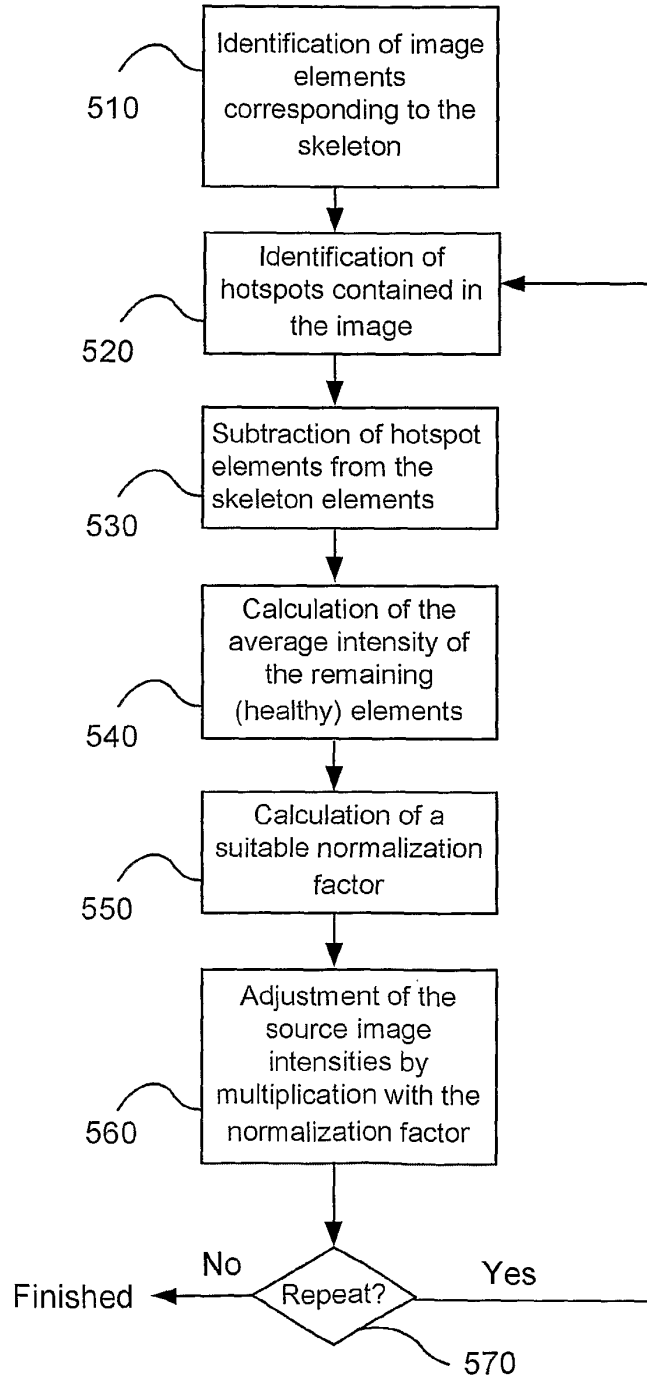 Identification of image
elements
corresponding to the
skeleton
510
Identification of
hotspots contained in
the image
520
Subtraction of hotspot
elements from the
skeleton elements
530
Calculation of the
average intensity of
the remaining
(healthy) elements
540
Calculation of a
suitable normalization
factor
550
Adjustment of the
source image
intensities by
multiplication with the
normalization factor
560
No
Yes
Finished
Repeat?
570